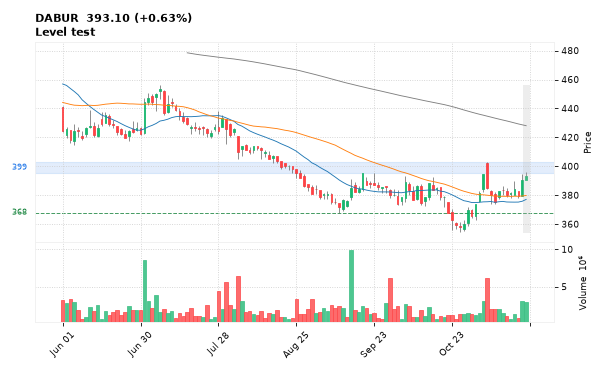 DABUR 393.10 (+0.63%)
Level test
480
460
440
420
400
380
360
Price
399
368
10
5
Volume 10⁶
Jun 01
Jun 30
Jul 28
Aug 25
Sep 23
Oct 23